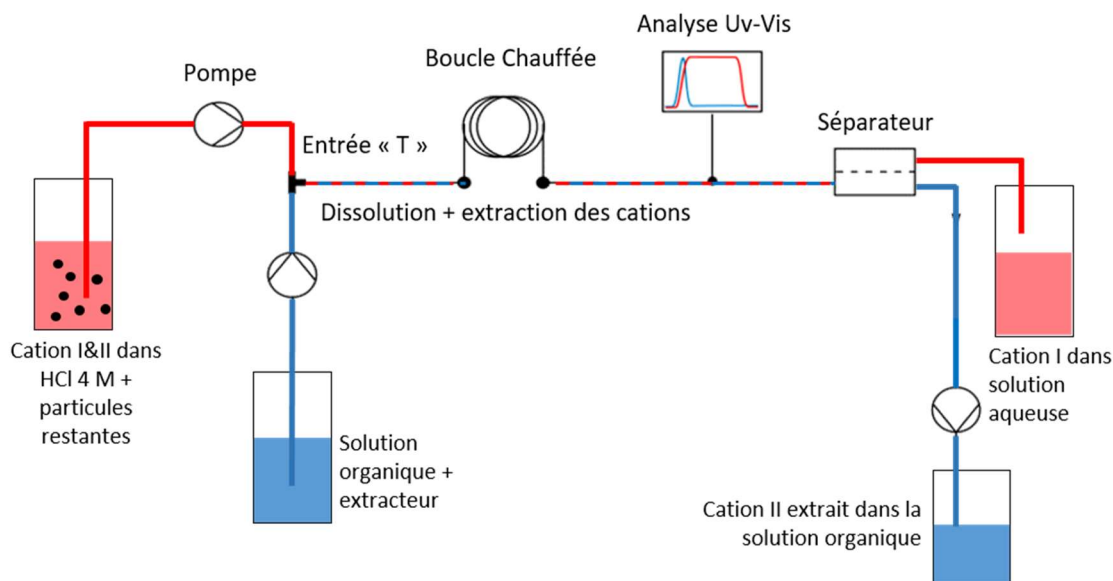 Analyse Uv-Vis
Boucle Chauffée
Pompe
Séparateur
Entrée « T »
Dissolution + extraction des cations
Cation I&II dans
HCl 4 M +
particules
restantes
Cation I dans
solution
aqueuse
Solution
organique +
extracteur
Cation II extrait dans la
solution organique